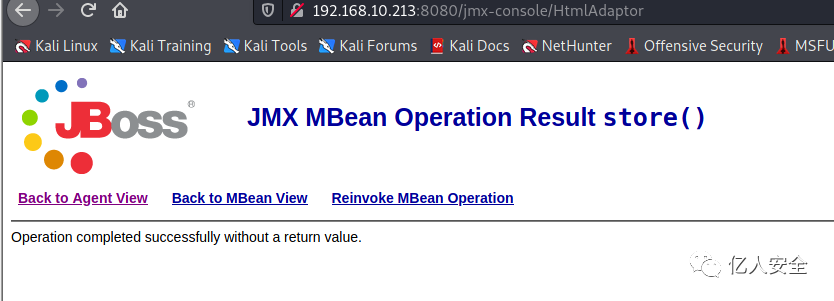 192.168.10.213:8080/jmx-console/HtmlAdaptor
Kali Linux Kali Training Kali Tools Kali Forums Kali Docs NetHunter Offensive Security MSFU
JBoss® JMX MBean Operation Result store()
Back to Agent View Back to MBean View Reinvoke MBean Operation
Operation completed successfully without a return value.
亿人安全